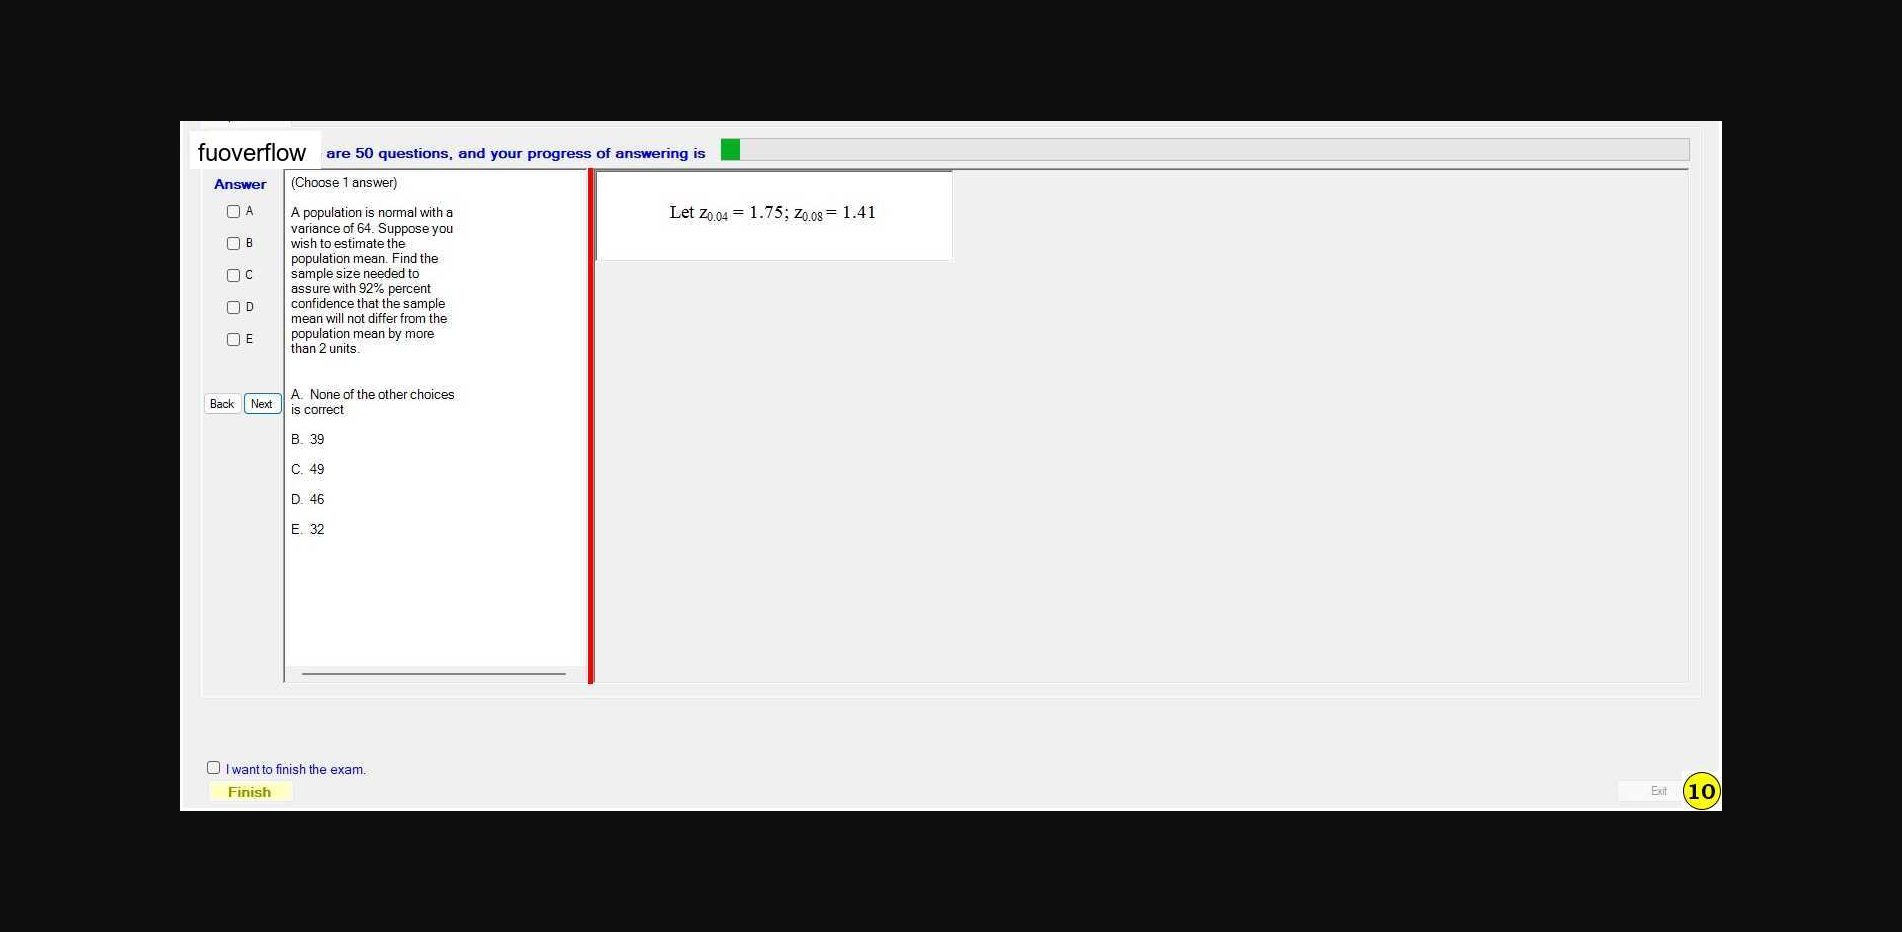 fuoverflow are 50 questions, and your progress of answering is
Answer
A
B
C
D
E
Back Next
(Choose 1 answer)
A population is normal with a
variance of 64. Suppose you
wish to estimate the
population mean. Find the
sample size needed to
assure with 92% percent
confidence that the sample
mean will not differ from the
population mean by more
than 2 units.
A. None of the other choices
is correct
B. 39
C. 49
D. 46
E. 32
Let z0.04 = 1.75; z0.08 = 1.41
I want to finish the exam.
Finish
Exit
10